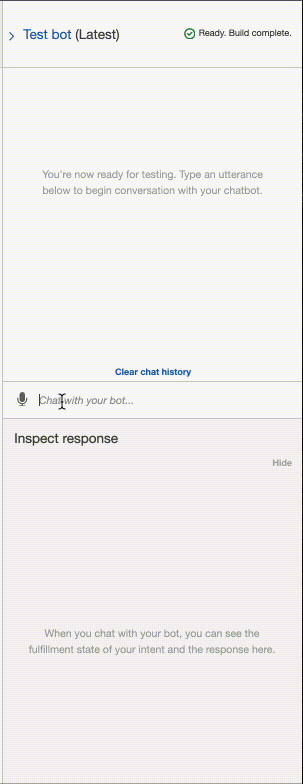 Test bot (Latest)
Ready. Build complete.
You're now ready for testing. Type an utterance
below to begin conversation with your chatbot.
Clear chat history
Chat with your bot...
Inspect response
Hide
When you chat with your bot, you can see the
fulfillment state of your intent and the response here.